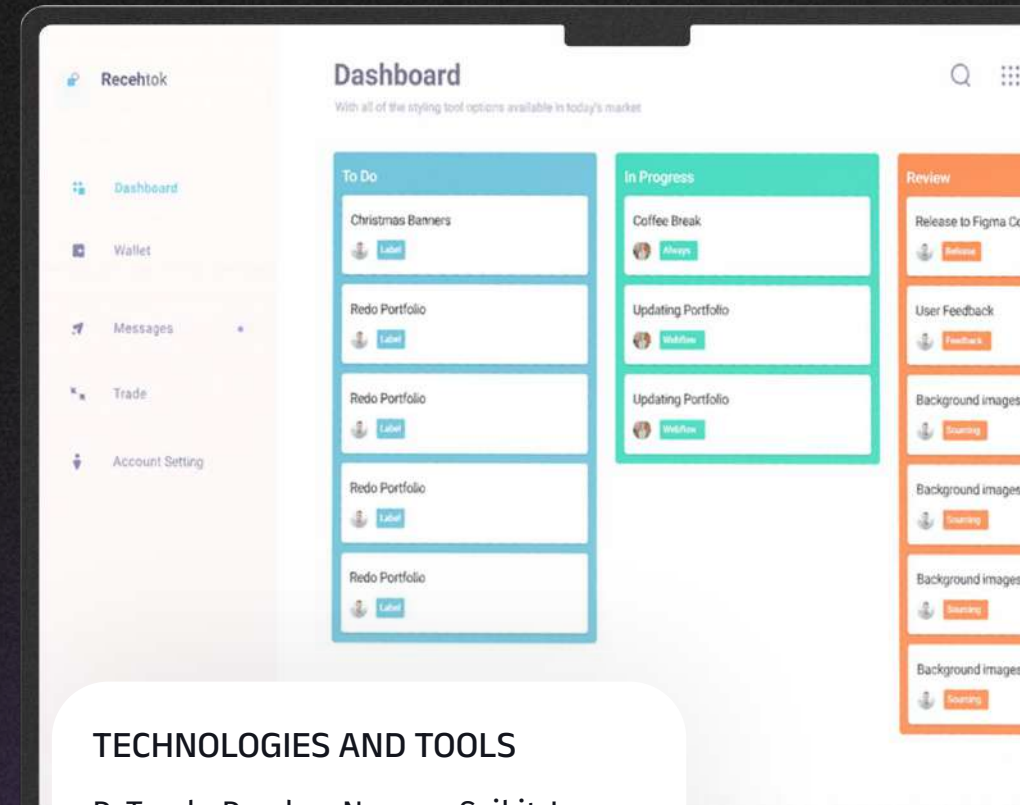 Recehtok
Dashboard
With all of the styling tool options available in today's market
Dashboard
Wallet
Messages
Trade
Account Setting
To Do
Christmas Banners
Label
Redo Portfolio
Label
Redo Portfolio
Label
Redo Portfolio
Label
Redo Portfolio
Label
In Progress
Coffee Break
Always
Updating Portfolio
Webflow
Updating Portfolio
Webflow
Review
Release to Figma
Release
User Feedback
Feedback
Background images
Sourcing
Background images
Sourcing
Background images
Sourcing
Background images
Sourcing
TECHNOLOGIES AND TOOLS